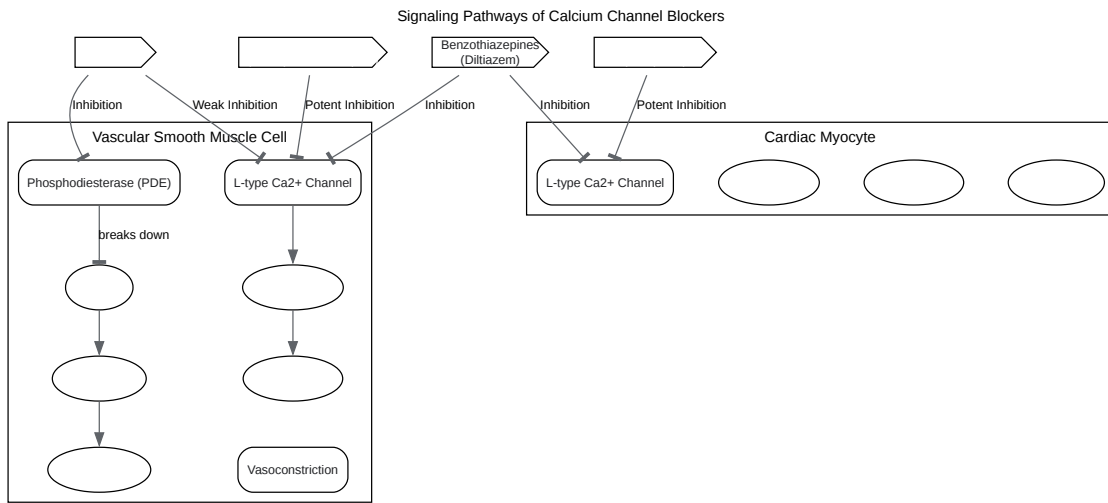 Signaling Pathways of Calcium Channel Blockers
Benzothiazepines
(Diltiazem)
Inhibition
Weak Inhibition
Potent Inhibition
Inhibition
Inhibition
Potent Inhibition
Vascular Smooth Muscle Cell
Cardiac Myocyte
Phosphodiesterase (PDE)
L-type Ca2+ Channel
L-type Ca2+ Channel
breaks down
Vasoconstriction